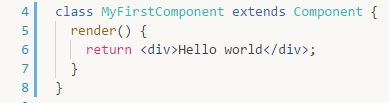 4 class MyFirstComponent extends Component {
5   render() {
6     return <div>Hello world</div>;
7   }
8 }